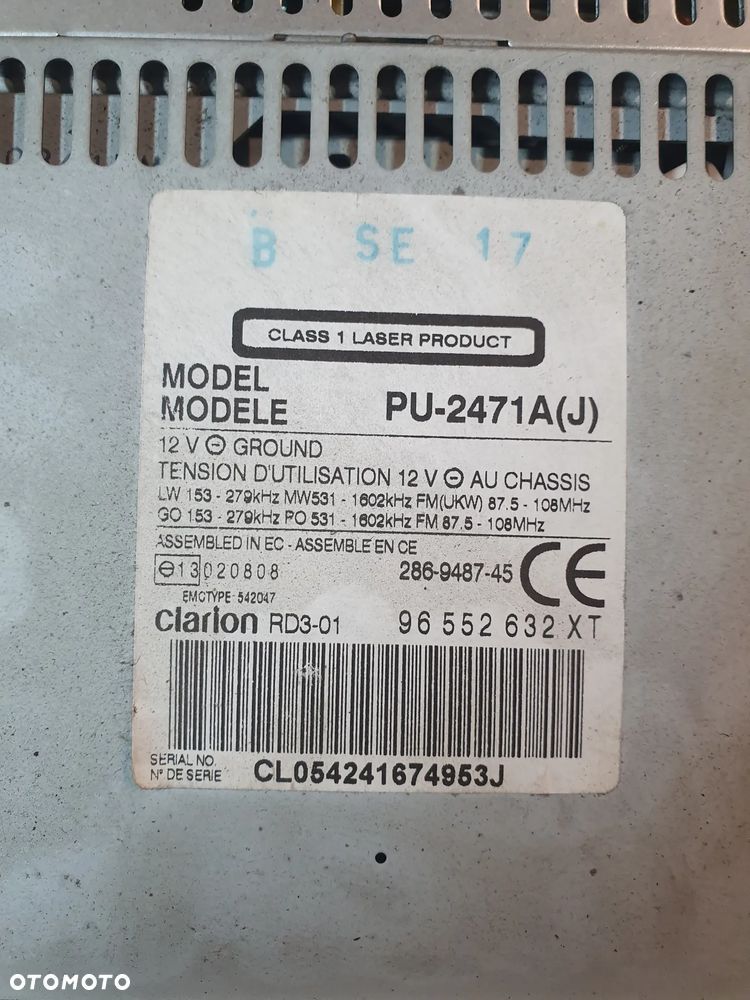 B SE 17
CLASS 1 LASER PRODUCT
MODEL
MODELE PU-2471A(J)
12 V ⊖ GROUND
TENSION D'UTILISATION 12 V ⊖ AU CHASSIS
LW 153 - 279kHz MW531 - 1602kHz FM(UKW) 87.5 - 108MHz
GO 153 - 279kHz PO 531 - 1602kHz FM 87.5 - 108MHz
ASSEMBLED IN EC - ASSEMBLE EN CE
⊖13 020808 286-9487-45 CE
EMCTYPE 542047
clarion RD3-01 96 552 632 XT
SERIAL NO.
N° DE SERIE CL054241674953J
OTOMOTO